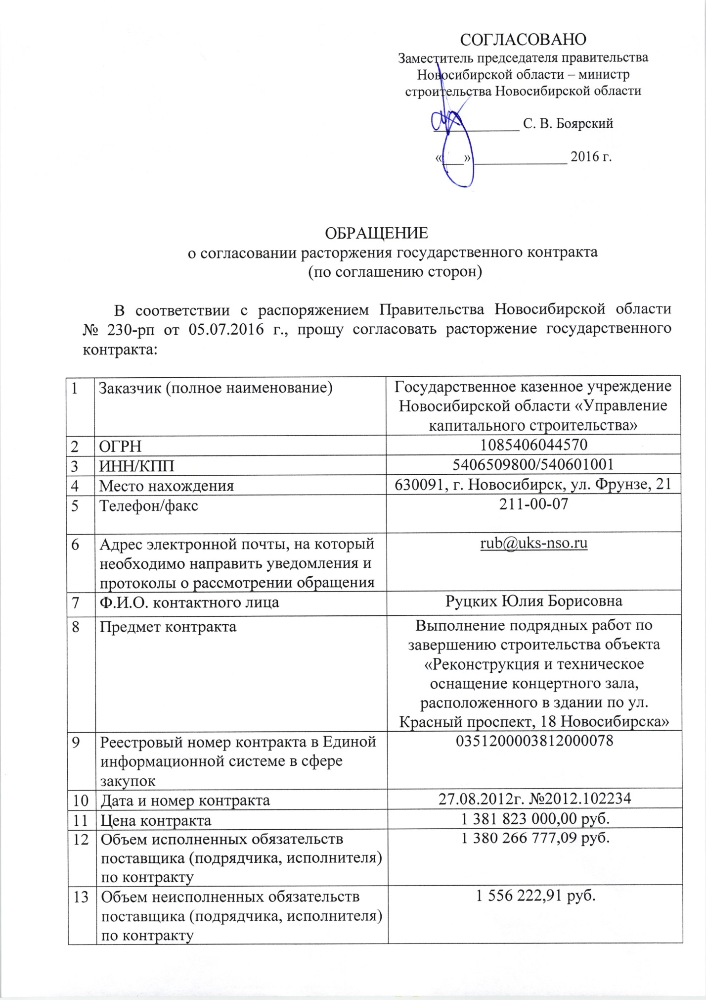 СОГЛАСОВАНО
Заместитель председателя правительства
Новосибирской области – министр
строительства Новосибирской области
______________ С. В. Боярский
«___» ______________ 2016 г.
ОБРАЩЕНИЕ
о согласовании расторжения государственного контракта
(по соглашению сторон)
В соответствии с распоряжением Правительства Новосибирской области
№ 230-рп от 05.07.2016 г., прошу согласовать расторжение государственного
контракта:
1 Заказчик (полное наименование) Государственное казенное учреждение
Новосибирской области «Управление
капитального строительства»
2 ОГРН 1085406044570
3 ИНН/КПП 5406509800/540601001
4 Место нахождения 630091, г. Новосибирск, ул. Фрунзе, 21
5 Телефон/факс 211-00-07
6 Адрес электронной почты, на который rub@uks-nso.ru
необходимо направить уведомления и
протоколы о рассмотрении обращения
7 Ф.И.О. контактного лица Руцких Юлия Борисовна
8 Предмет контракта Выполнение подрядных работ по
завершению строительства объекта
«Реконструкция и техническое
оснащение концертного зала,
расположенного в здании по ул.
Красный проспект, 18 Новосибирска»
9 Реестровый номер контракта в Единой 0351200003812000078
информационной системе в сфере
закупок
10 Дата и номер контракта 27.08.2012г. №2012.102234
11 Цена контракта 1 381 823 000,00 руб.
12 Объем исполненных обязательств 1 380 266 777,09 руб.
поставщика (подрядчика, исполнителя)
по контракту
13 Объем неисполненных обязательств 1 556 222,91 руб.
поставщика (подрядчика, исполнителя)
по контракту